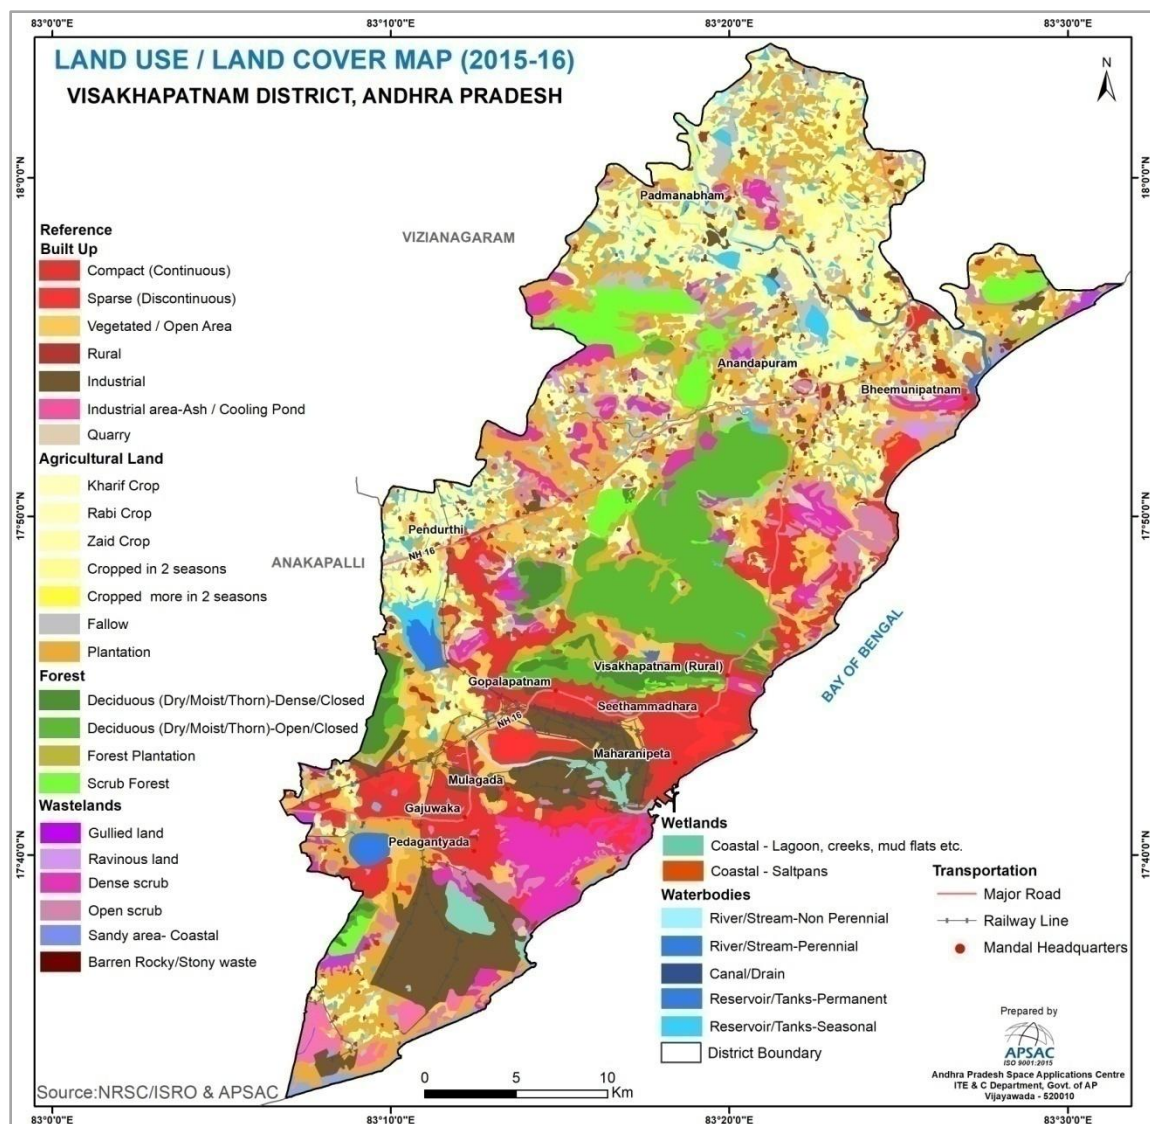 83°0'0"E 83°10'0"E 83°20'0"E 83°30'0"E
LAND USE / LAND COVER MAP (2015-16)
VISAKHAPATNAM DISTRICT, ANDHRA PRADESH
N
18°0'0"N
18°0'0"N
17°50'0"N
17°50'0"N
17°40'0"N
17°40'0"N
Reference
Built Up
Compact (Continuous)
Sparse (Discontinuous)
Vegetated / Open Area
Rural
Industrial
Industrial area-Ash / Cooling Pond
Quarry
Agricultural Land
Kharif Crop
Rabi Crop
Zaid Crop
Cropped in 2 seasons
Cropped more in 2 seasons
Fallow
Plantation
Forest
Deciduous (Dry/Moist/Thorn)-Dense/Closed
Deciduous (Dry/Moist/Thorn)-Open/Closed
Forest Plantation
Scrub Forest
Wastelands
Gullied land
Ravinous land
Dense scrub
Open scrub
Sandy area- Coastal
Barren Rocky/Stony waste
VIZIANAGARAM
ANAKAPALLI
BAY OF BENGAL
Padmanabham
Anandapuram
Bheemunipatnam
Pendurthi
NH 16
Visakhapatnam (Rural)
Gopalapatnam
Seethammadhara
NH 16
Maharanipeta
Mulagada
Gajuwaka
Pedagantyada
Wetlands
Coastal - Lagoon, creeks, mud flats etc.
Coastal - Saltpans
Waterbodies
River/Stream-Non Perennial
River/Stream-Perennial
Canal/Drain
Reservoir/Tanks-Permanent
Reservoir/Tanks-Seasonal
District Boundary
Transportation
Major Road
Railway Line
Mandal Headquarters
Prepared by
APSAC
ISO 9001:2015
Andhra Pradesh Space Applications Centre
ITE & C Department, Govt. of AP
Vijayawada - 520010
Source:NRSC/ISRO & APSAC
0 5 10
Km
83°0'0"E 83°10'0"E 83°20'0"E 83°30'0"E